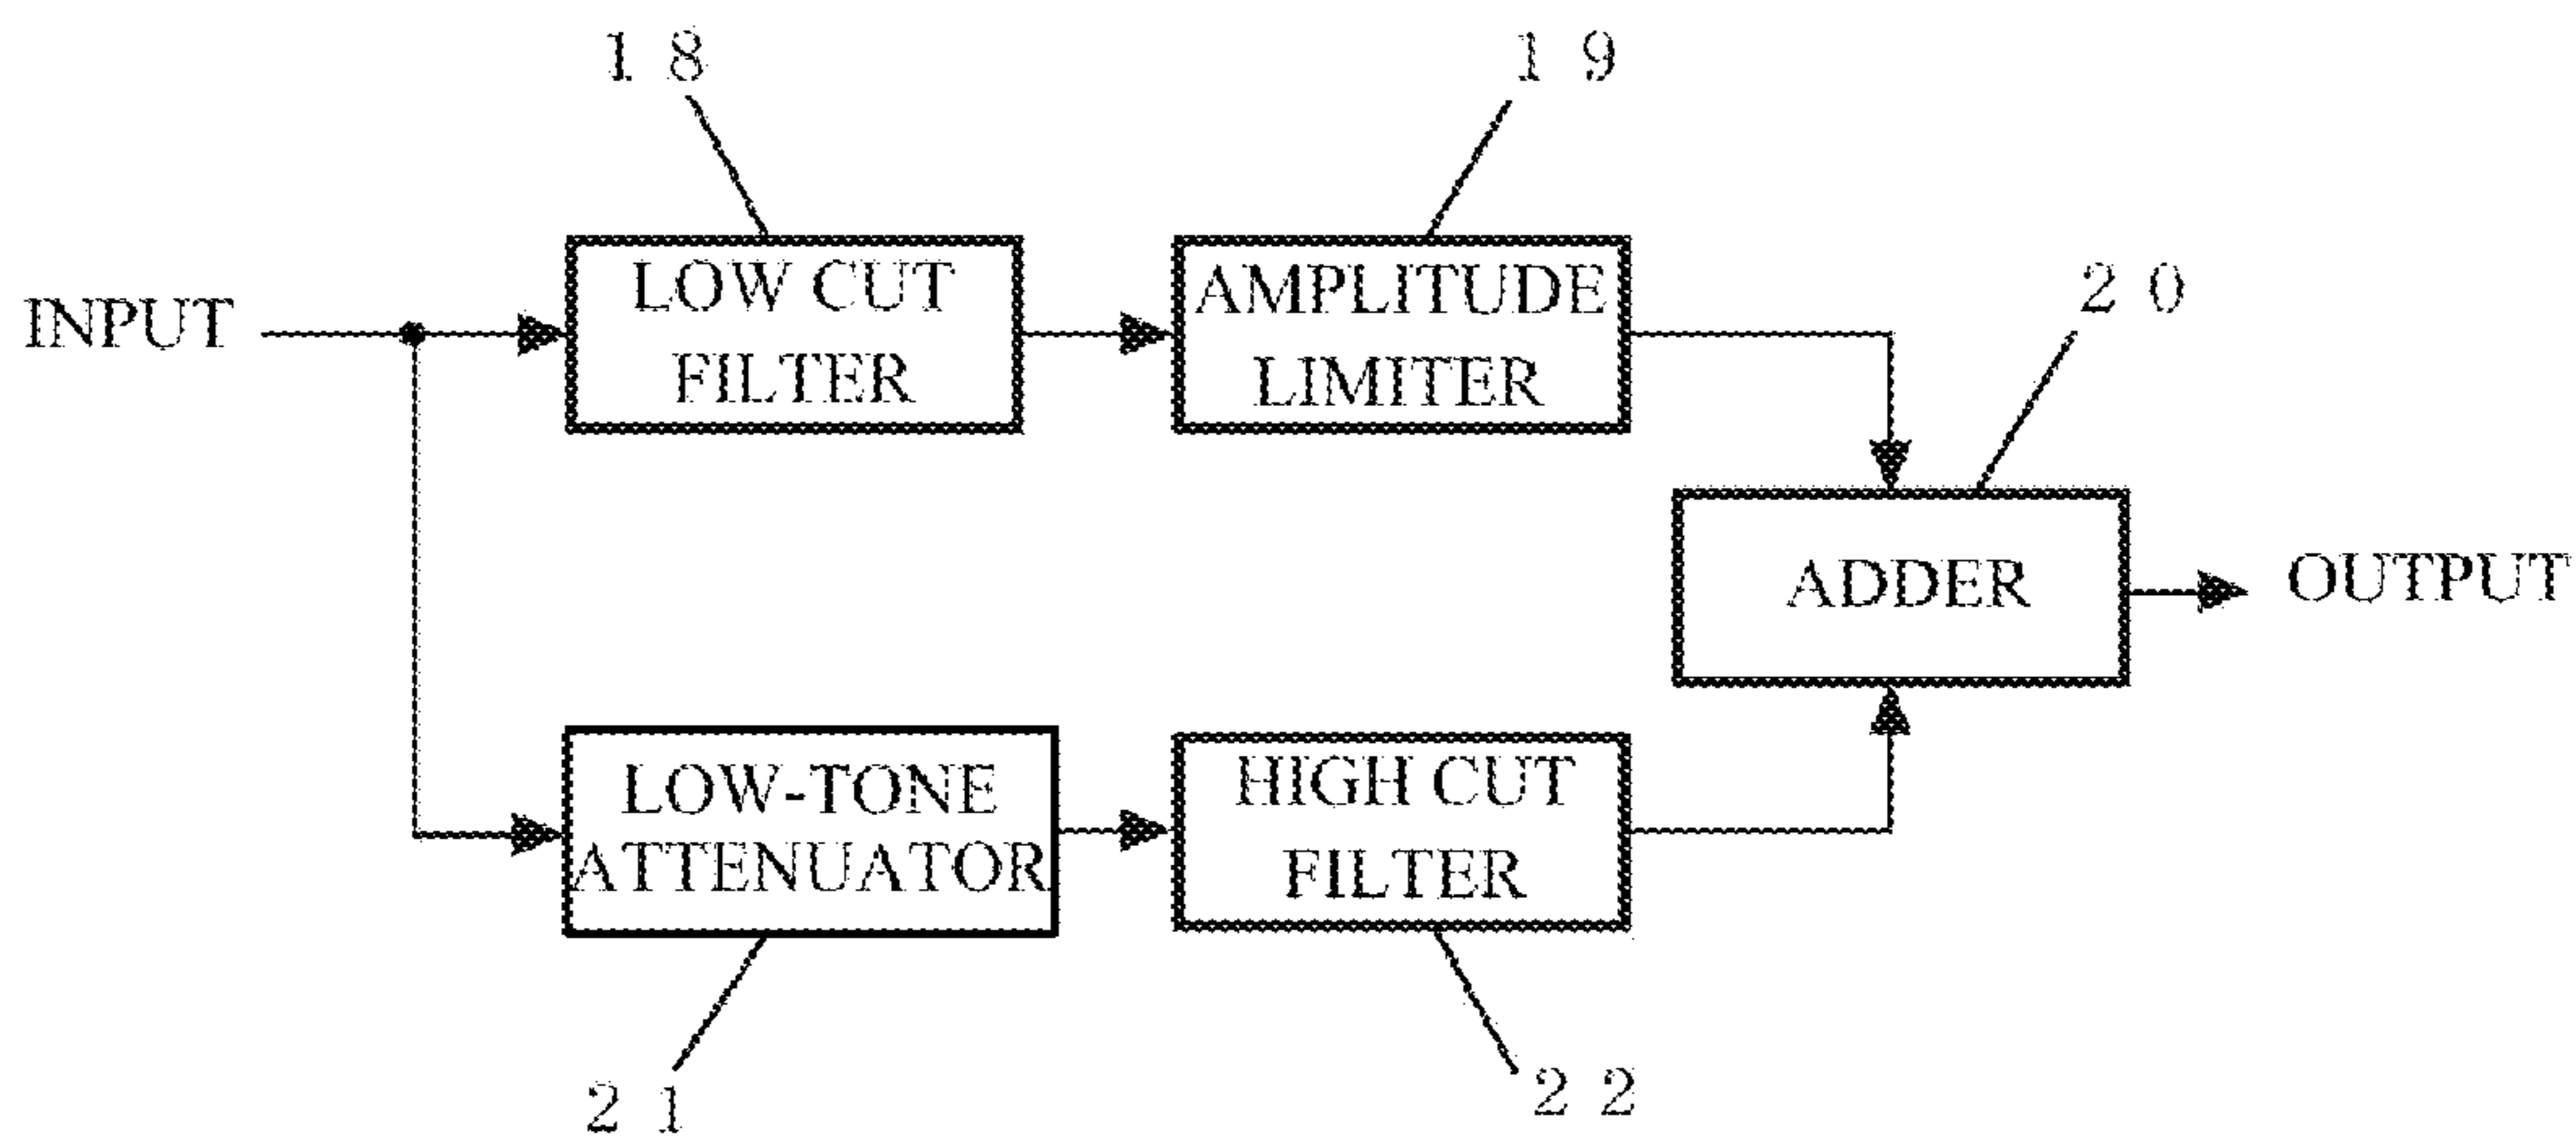 １８
１９
INPUT
LOW CUT
FILTER
AMPLITUDE
LIMITER
２０
ADDER
OUTPUT
LOW-TONE
ATTENUATOR
HIGH CUT
FILTER
２１
２２